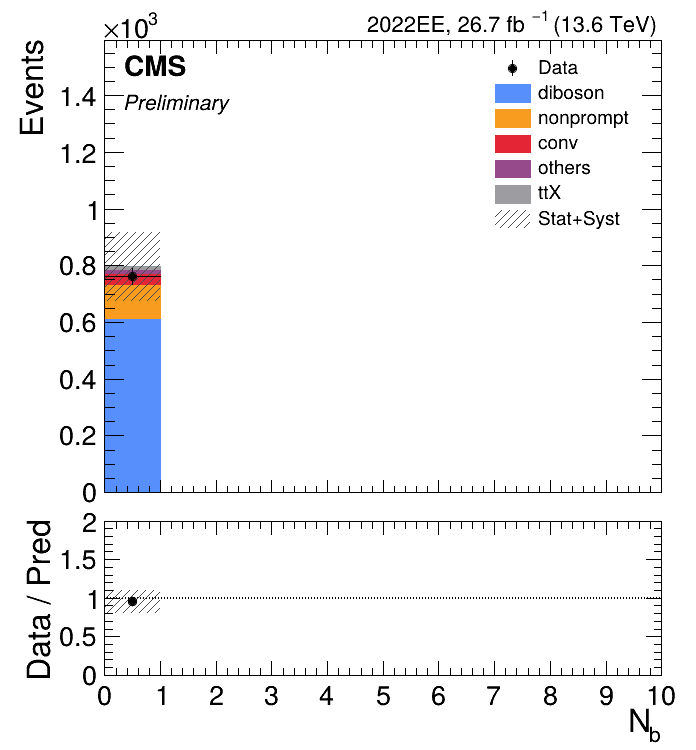 ×10³
2022EE, 26.7 fb⁻¹ (13.6 TeV)
CMS
Preliminary
Events
1.4
1.2
1
0.8
0.6
0.4
0.2
0
Data
diboson
nonprompt
conv
others
ttX
Stat+Syst
Data / Pred
2
1.5
1
0.5
0
0 1 2 3 4 5 6 7 8 9 10
N_b